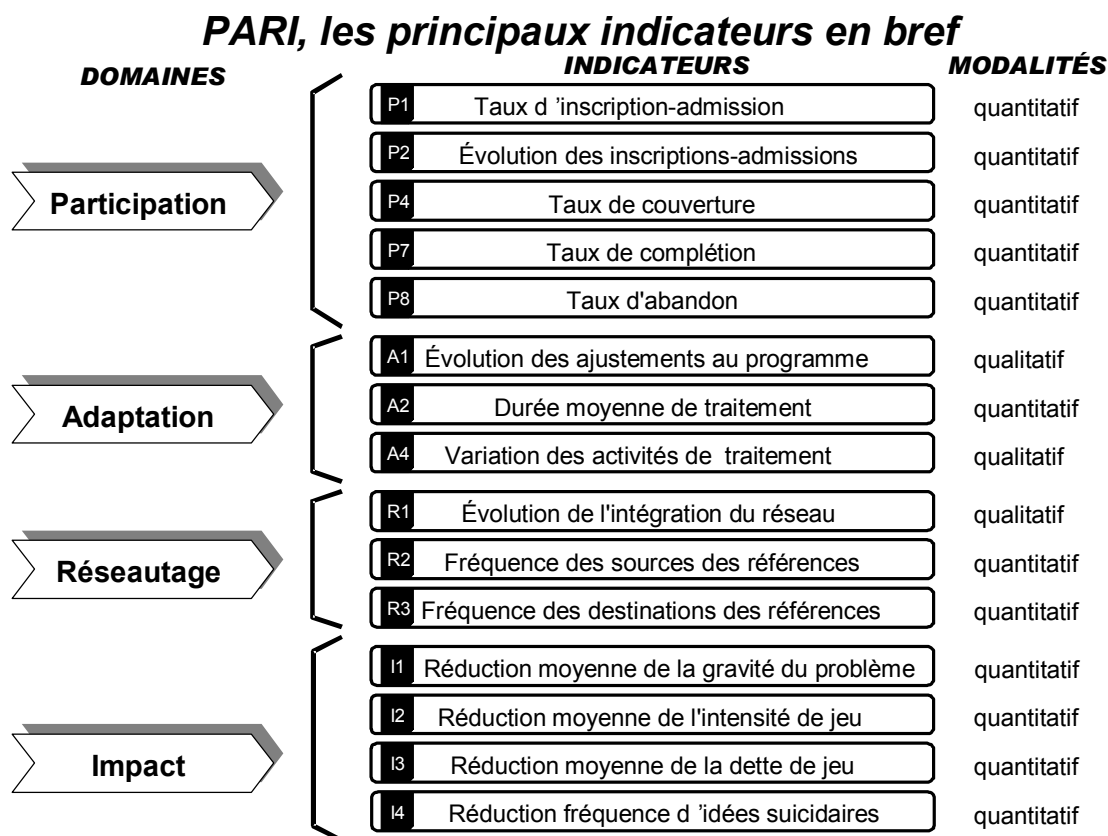 PARI, les principaux indicateurs en bref
DOMAINES INDICATEURS MODALITÉS
P1 Taux d ’inscription-admission quantitatif
P2 Évolution des inscriptions-admissions quantitatif
Participation
P4 Taux de couverture quantitatif
P7 Taux de complétion quantitatif
P8 Taux d'abandon quantitatif
A1 Évolution des ajustements au programme qualitatif
Adaptation
A2 Durée moyenne de traitement quantitatif
A4 Variation des activités de traitement qualitatif
R1 Évolution de l'intégration du réseau qualitatif
Réseautage
R2 Fréquence des sources des références quantitatif
R3 Fréquence des destinations des références quantitatif
I1 Réduction moyenne de la gravité du problème quantitatif
I2 Réduction moyenne de l'intensité de jeu quantitatif
Impact
I3 Réduction moyenne de la dette de jeu quantitatif
I4 Réduction fréquence d ’idées suicidaires quantitatif